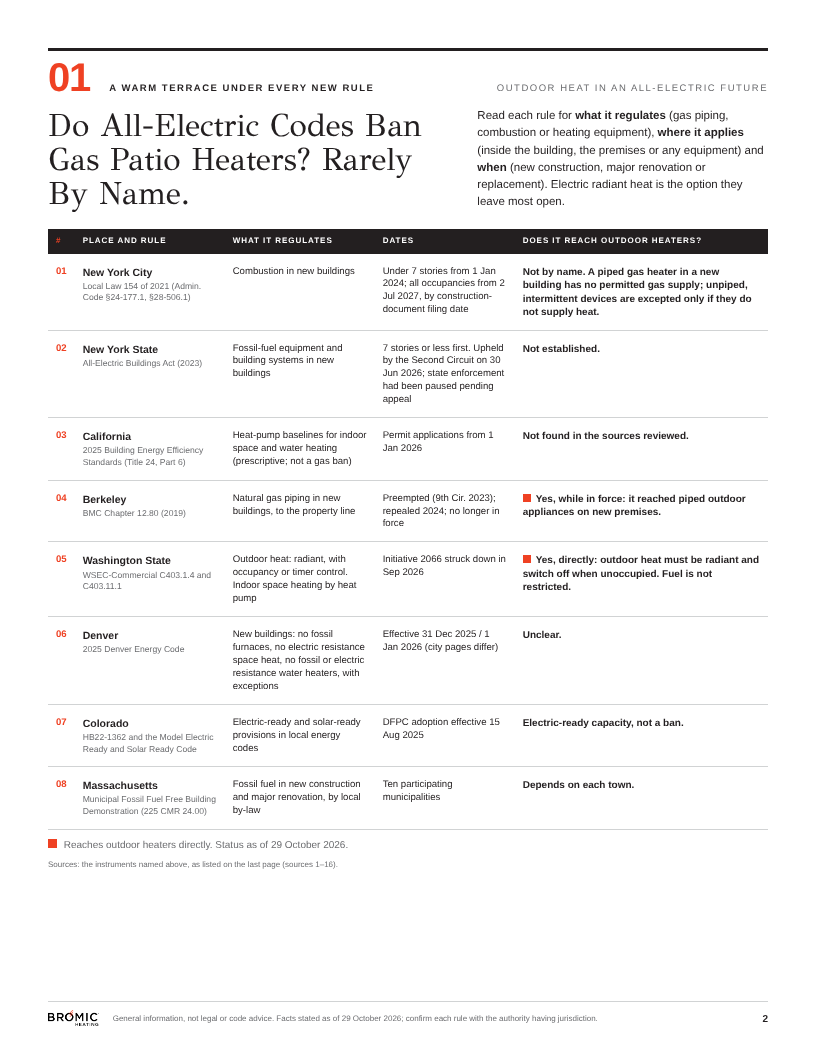 01 A WARM TERRACE UNDER EVERY NEW RULE
OUTDOOR HEAT IN AN ALL-ELECTRIC FUTURE
Do All-Electric Codes Ban
Gas Patio Heaters? Rarely
By Name.
Read each rule for what it regulates (gas piping,
combustion or heating equipment), where it applies
(inside the building, the premises or any equipment) and
when (new construction, major renovation or
replacement). Electric radiant heat is the option they
leave most open.
# PLACE AND RULE WHAT IT REGULATES DATES DOES IT REACH OUTDOOR HEATERS?
01
New York City
Local Law 154 of 2021 (Admin.
Code §24-177.1, §28-506.1)
Combustion in new buildings
Under 7 stories from 1 Jan
2024; all occupancies from 2
Jul 2027, by construction-
document filing date
Not by name. A piped gas heater in a new
building has no permitted gas supply; unpiped,
intermittent devices are excepted only if they do
not supply heat.
02
New York State
All-Electric Buildings Act (2023)
Fossil-fuel equipment and
building systems in new
buildings
7 stories or less first. Upheld
by the Second Circuit on 30
Jun 2026; state enforcement
had been paused pending
appeal
Not established.
03
California
2025 Building Energy Efficiency
Standards (Title 24, Part 6)
Heat-pump baselines for indoor
space and water heating
(prescriptive; not a gas ban)
Permit applications from 1
Jan 2026
Not found in the sources reviewed.
04
Berkeley
BMC Chapter 12.80 (2019)
Natural gas piping in new
buildings, to the property line
Preempted (9th Cir. 2023);
repealed 2024; no longer in
force
Yes, while in force: it reached piped outdoor
appliances on new premises.
05
Washington State
WSEC-Commercial C403.1.4 and
C403.11.1
Outdoor heat: radiant, with
occupancy or timer control.
Indoor space heating by heat
pump
Initiative 2066 struck down in
Sep 2026
Yes, directly: outdoor heat must be radiant and
switch off when unoccupied. Fuel is not
restricted.
06
Denver
2025 Denver Energy Code
New buildings: no fossil
furnaces, no electric resistance
space heat, no fossil or electric
resistance water heaters, with
exceptions
Effective 31 Dec 2025 / 1
Jan 2026 (city pages differ)
Unclear.
07
Colorado
HB22-1362 and the Model Electric
Ready and Solar Ready Code
Electric-ready and solar-ready
provisions in local energy
codes
DFPC adoption effective 15
Aug 2025
Electric-ready capacity, not a ban.
08
Massachusetts
Municipal Fossil Fuel Free Building
Demonstration (225 CMR 24.00)
Fossil fuel in new construction
and major renovation, by local
by-law
Ten participating
municipalities
Depends on each town.
Reaches outdoor heaters directly. Status as of 29 October 2026.
Sources: the instruments named above, as listed on the last page (sources 1–16).
BROMIC
HEATING
General information, not legal or code advice. Facts stated as of 29 October 2026; confirm each rule with the authority having jurisdiction.
2